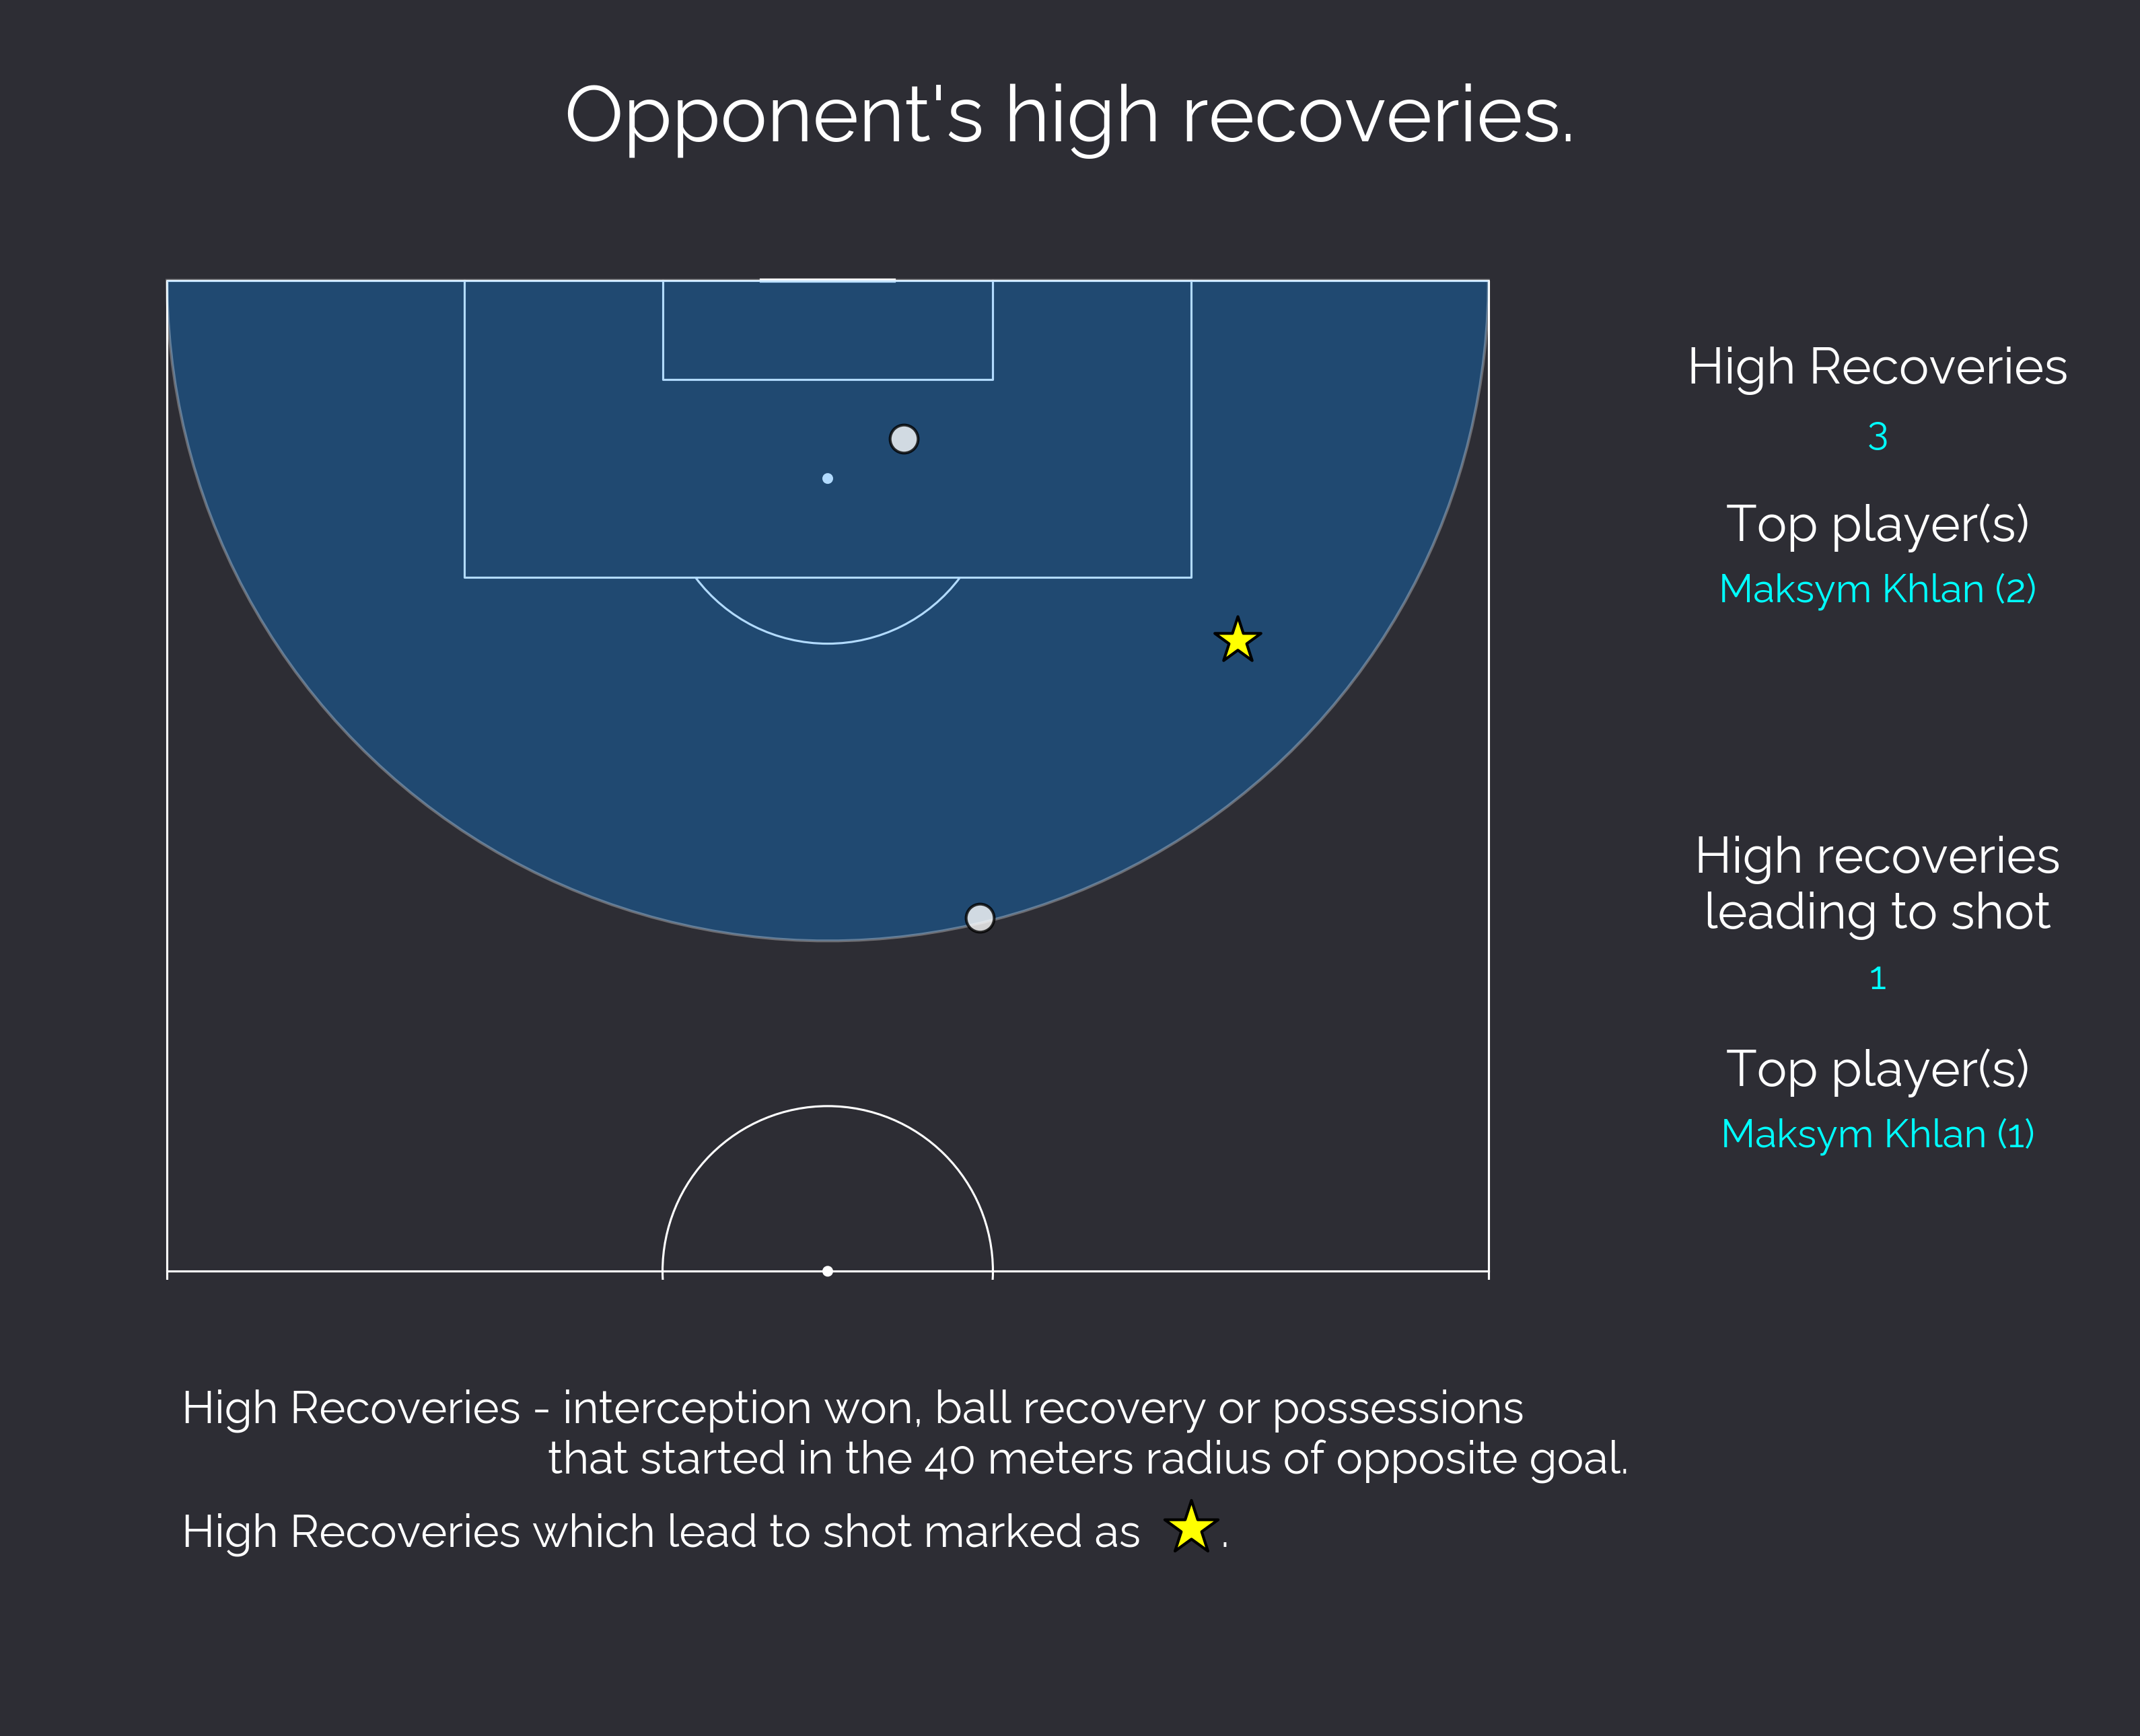 Opponent's high recoveries.
High Recoveries
3
Top player(s)
Maksym Khlan (2)
High recoveries
leading to shot
1
Top player(s)
Maksym Khlan (1)
High Recoveries - interception won, ball recovery or possessions
that started in the 40 meters radius of opposite goal.
High Recoveries which lead to shot marked as .